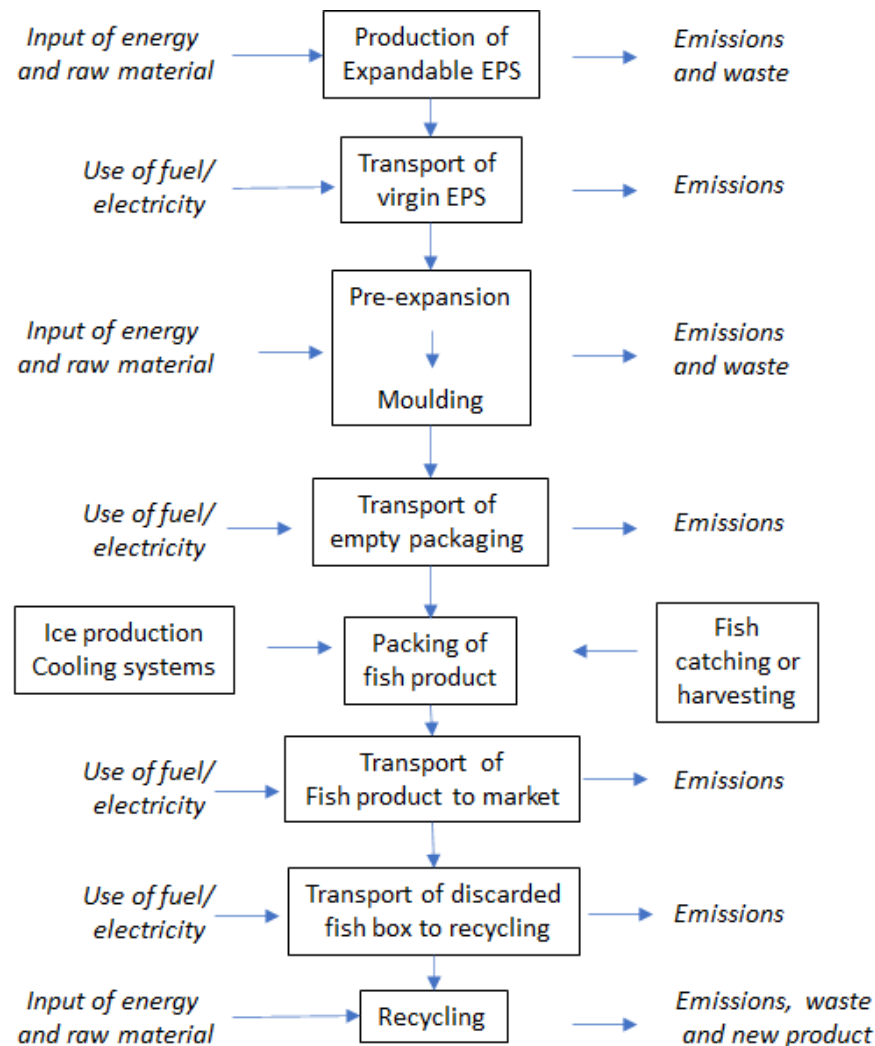 Input of energy
and raw material
Production of
Expandable EPS
Emissions
and waste
Use of fuel/
electricity
Transport of
virgin EPS
Emissions
Input of energy
and raw material
Pre-expansion
Moulding
Emissions
and waste
Use of fuel/
electricity
Transport of
empty packaging
Emissions
Ice production
Cooling systems
Packing of
fish product
Fish
catching or
harvesting
Use of fuel/
electricity
Transport of
Fish product to market
Emissions
Use of fuel/
electricity
Transport of discarded
fish box to recycling
Emissions
Input of energy
and raw material
Recycling
Emissions, waste
and new product